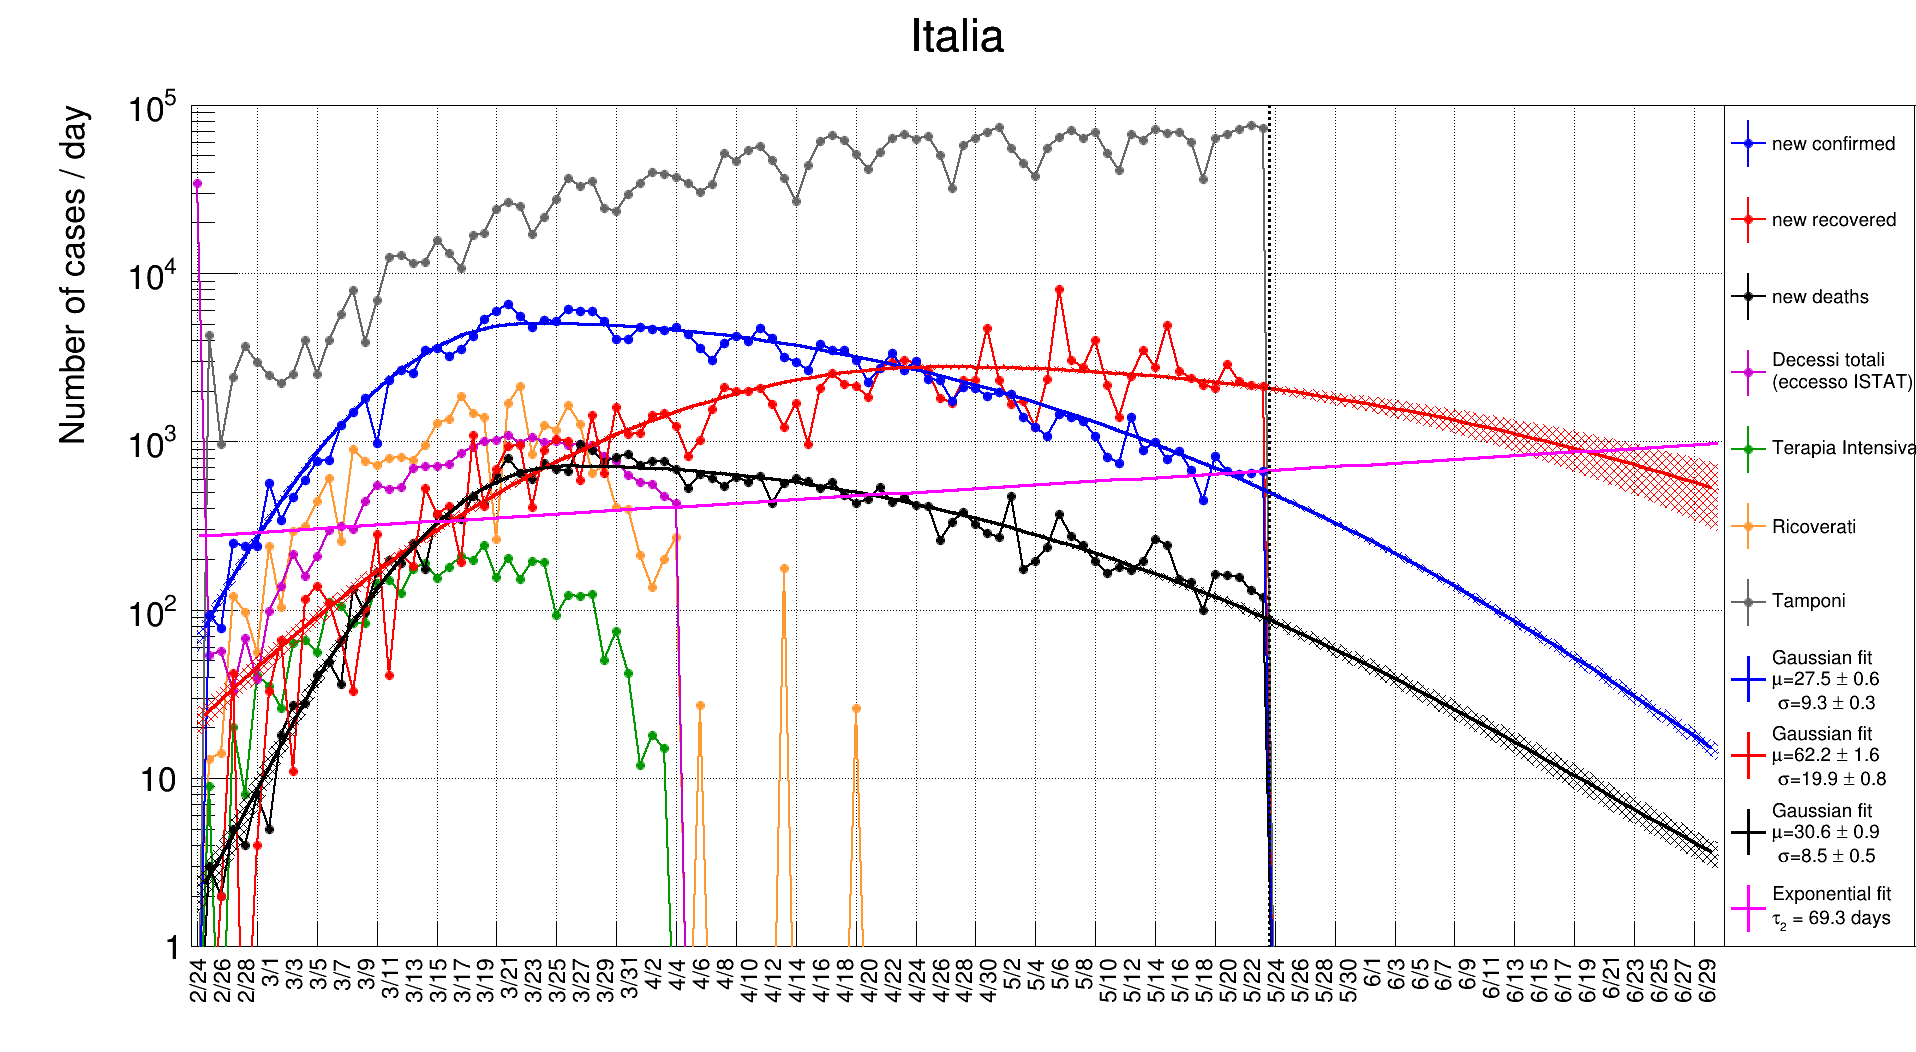 Italia
Number of cases / day
10^5
10^4
10^3
10^2
10
1
2/24 2/26 2/28 3/1 3/3 3/5 3/7 3/9 3/11 3/13 3/15 3/17 3/19 3/21 3/23 3/25 3/27 3/29 3/31 4/2 4/4 4/6 4/8 4/10 4/12 4/14 4/16 4/18 4/20 4/22 4/24 4/26 4/28 4/30 5/2 5/4 5/6 5/8 5/10 5/12 5/14 5/16 5/18 5/20 5/22 5/24 5/26 5/28 5/30 6/1 6/3 6/5 6/7 6/9 6/11 6/13 6/15 6/17 6/19 6/21 6/23 6/25 6/27 6/29
new confirmed
new recovered
new deaths
Decessi totali
(eccesso ISTAT)
Terapia Intensiva
Ricoverati
Tamponi
Gaussian fit
μ=27.5 ± 0.6
σ=9.3 ± 0.3
Gaussian fit
μ=62.2 ± 1.6
σ=19.9 ± 0.8
Gaussian fit
μ=30.6 ± 0.9
σ=8.5 ± 0.5
Exponential fit
τ₂ = 69.3 days